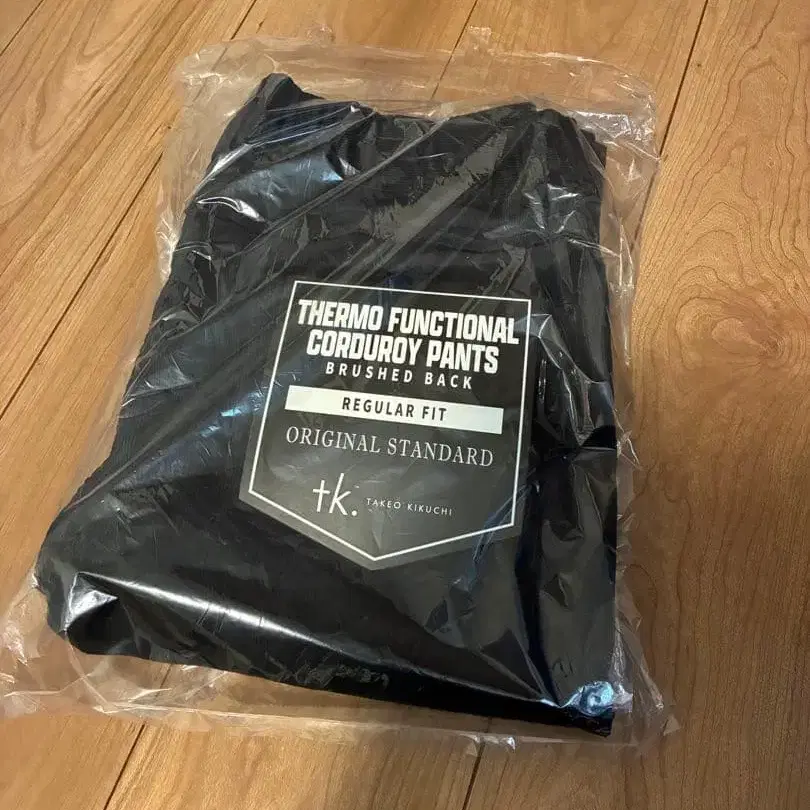 THERMO FUNCTIONAL
CORDUROY PANTS
BRUSHED BACK
REGULAR FIT
ORIGINAL STANDARD
tk. TAKEO KIKUCHI